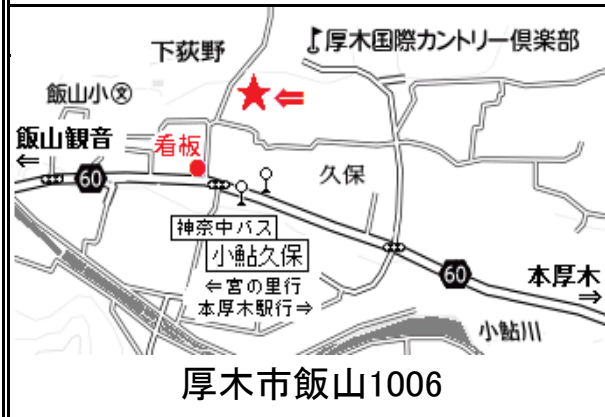 下荻野
厚木国際カントリー倶楽部
飯山小文
飯山観音
←
看板
久保
60
神奈中バス
小鮎久保
←宮の里行
本厚木駅行→
60
本厚木
→
小鮎川
厚木市飯山1006